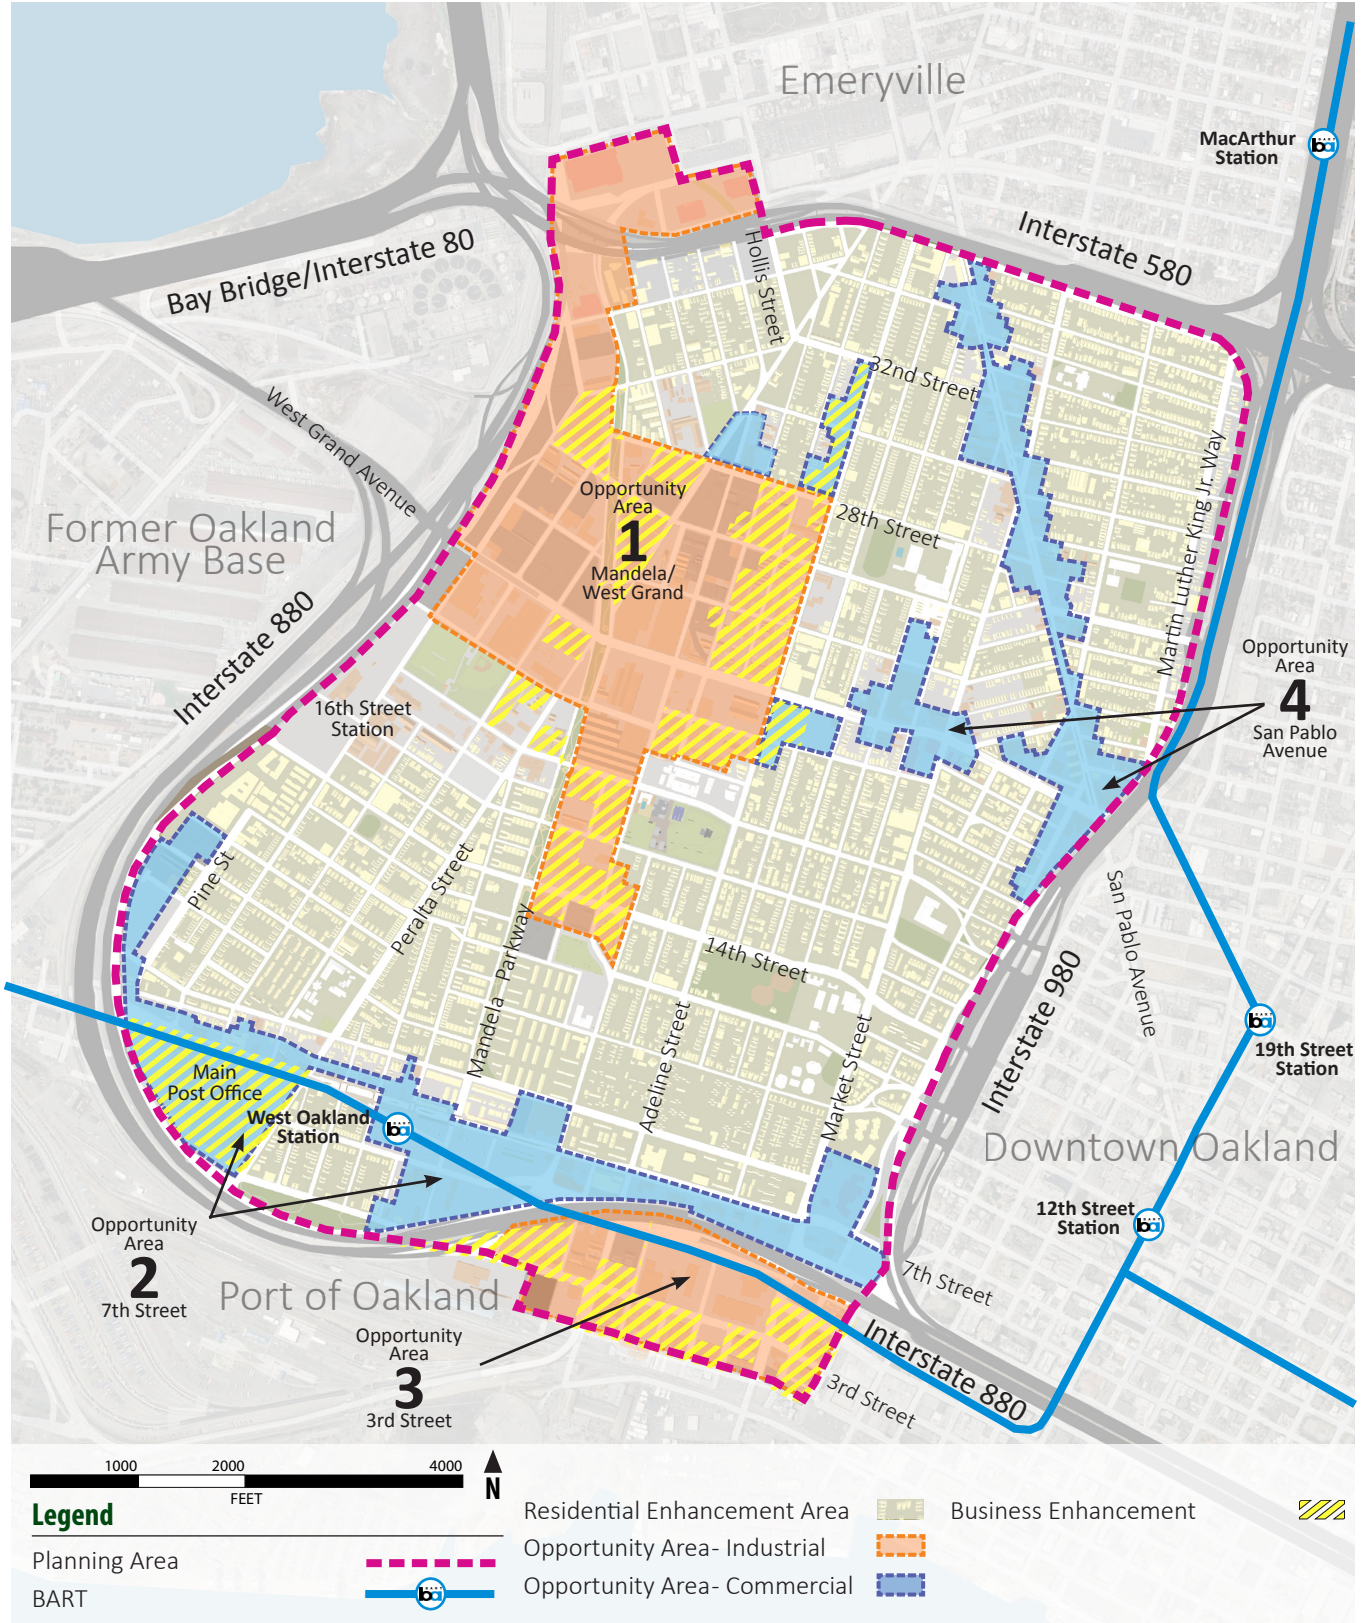 Emeryville
MacArthur
Station
Interstate 580
Bay Bridge/Interstate 80
Hollis Street
32nd Street
West Grand Avenue
Opportunity
Area
1
Mandela/
West Grand
28th Street
Former Oakland
Army Base
Martin Luther King Jr. Way
Interstate 880
Opportunity
Area
4
San Pablo
Avenue
16th Street
Station
Pine St
Peralta Street
Mandela Parkway
14th Street
San Pablo Avenue
Interstate 980
Adeline Street
Market Street
19th Street
Station
Main
Post Office
West Oakland
Station
Downtown Oakland
12th Street
Station
Opportunity
Area
2
7th Street
Port of Oakland
7th Street
Opportunity
Area
3
3rd Street
Interstate 880
3rd Street
1000 2000 4000
FEET
N
Legend
Planning Area
BART
Residential Enhancement Area
Opportunity Area- Industrial
Opportunity Area- Commercial
Business Enhancement